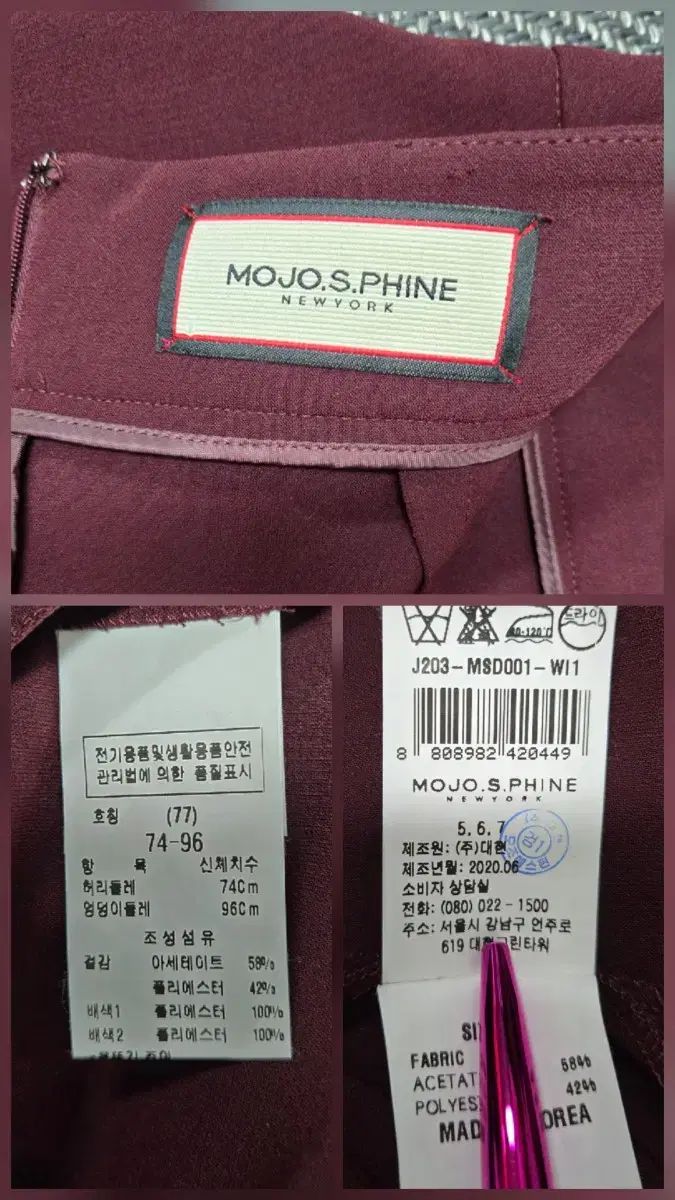 MOJO.S.PHINE
NEWYORK
전기용품및생활용품안전
관리법에 의한 품질표시
호칭 (77)
74-96
항 목 신체치수
허리둘레 74Cm
엉덩이둘레 96Cm
조성섬유
겉감 아세테이트 58%
폴리에스터 42%
배색1 폴리에스터 100%
배색2 폴리에스터 100%
80-120℃
드라이
J203-MSD001-WI1
8 808982 420449
MOJO.S.PHINE
NEWYORK
5, 6, 7
제조원: (주)대현
제조년월: 2020.06
소비자 상담실
전화: (080) 022-1500
주소: 서울시 강남구 언주로
619 대현그린타워
검1
FABRIC 58%
42%